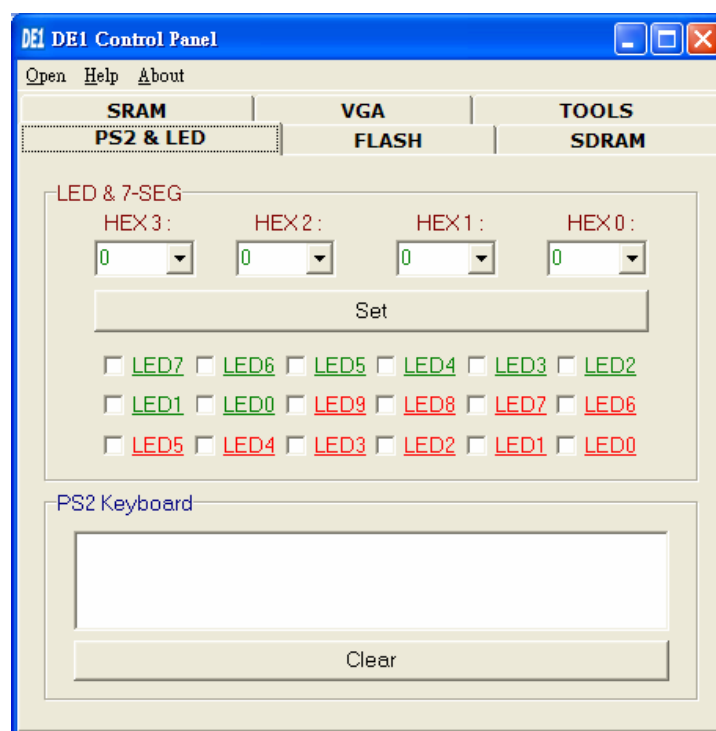 DE1 DE1 Control Panel
Open Help About
SRAM VGA TOOLS
PS2 & LED FLASH SDRAM
LED & 7-SEG
HEX 3 : HEX 2 : HEX 1 : HEX 0 :
0 0 0 0
Set
LED7 LED6 LED5 LED4 LED3 LED2
LED1 LED0 LED9 LED8 LED7 LED6
LED5 LED4 LED3 LED2 LED1 LED0
PS2 Keyboard
Clear